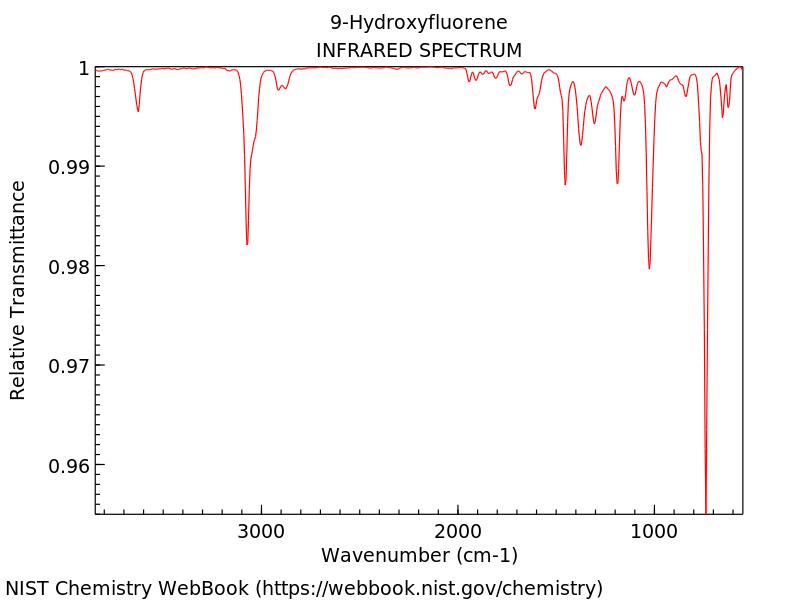 9-Hydroxyfluorene
INFRARED SPECTRUM
1
0.99
0.98
0.97
0.96
Relative Transmittance
3000 2000 1000
Wavenumber (cm-1)
NIST Chemistry WebBook (https://webbook.nist.gov/chemistry)